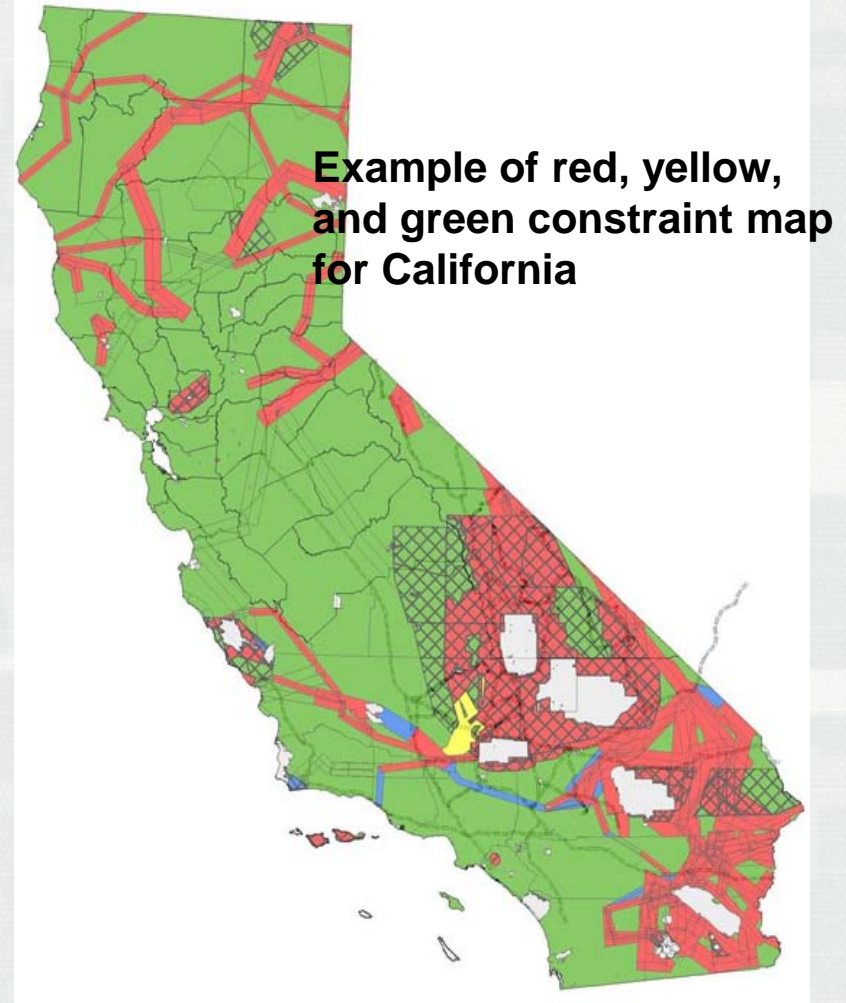 Example of red, yellow,
and green constraint map
for California